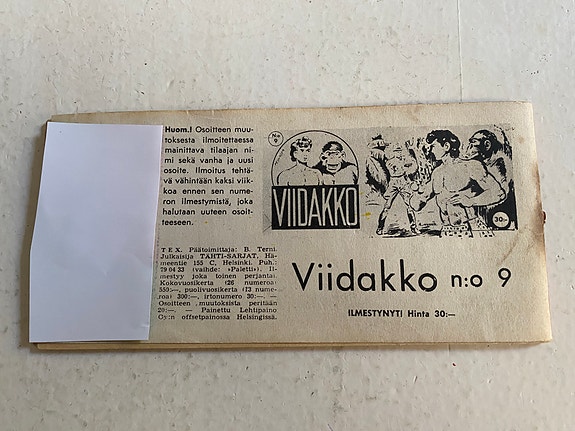 Huom.! Osoitteen muu-
toksesta ilmoitettaessa
mainittava tilaajan ni-
mi sekä vanha ja uusi
osoite. Ilmoitus tehtä-
vä vähintään kaksi viik-
koa ennen sen nume-
ron ilmestymistä, joka
halutaan uuteen osoit-
teeseen.
TEX. Päätoimittaja: B. Terni.
Julkaisija TÄHTI-SARJAT, Hä-
meentie 155 C, Helsinki. Puh.:
79 04 33 (vaihde: »Paletti»). Il-
mestyy joka toinen perjantai.
Kokovuosikerta (26 numeroa)
550:—, puolivuosikerta (13 nume-
roa) 300:—, irtonumero 30:—. —
Osoitteen muutoksista peritään
20:—. — Painettu Lehtipaino
Oy:n offsetpainossa Helsingissä.
N:o
9
VIIDAKKO
30:—
Viidakko n:o 9
ILMESTYNYT! Hinta 30:—